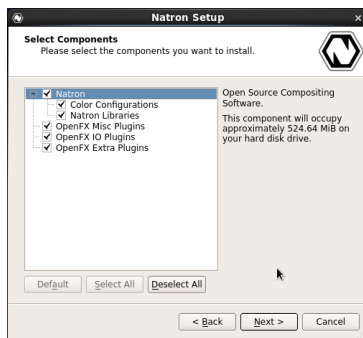 Natron Setup
Select Components
Please select the components you want to install.
Natron
Color Configurations
Natron Libraries
OpenFX Misc Plugins
OpenFX IO Plugins
OpenFX Extra Plugins
Open Source Compositing
Software.
This component will occupy
approximately 524.64 MiB on
your hard disk drive.
Default
Select All
Deselect All
< Back
Next >
Cancel